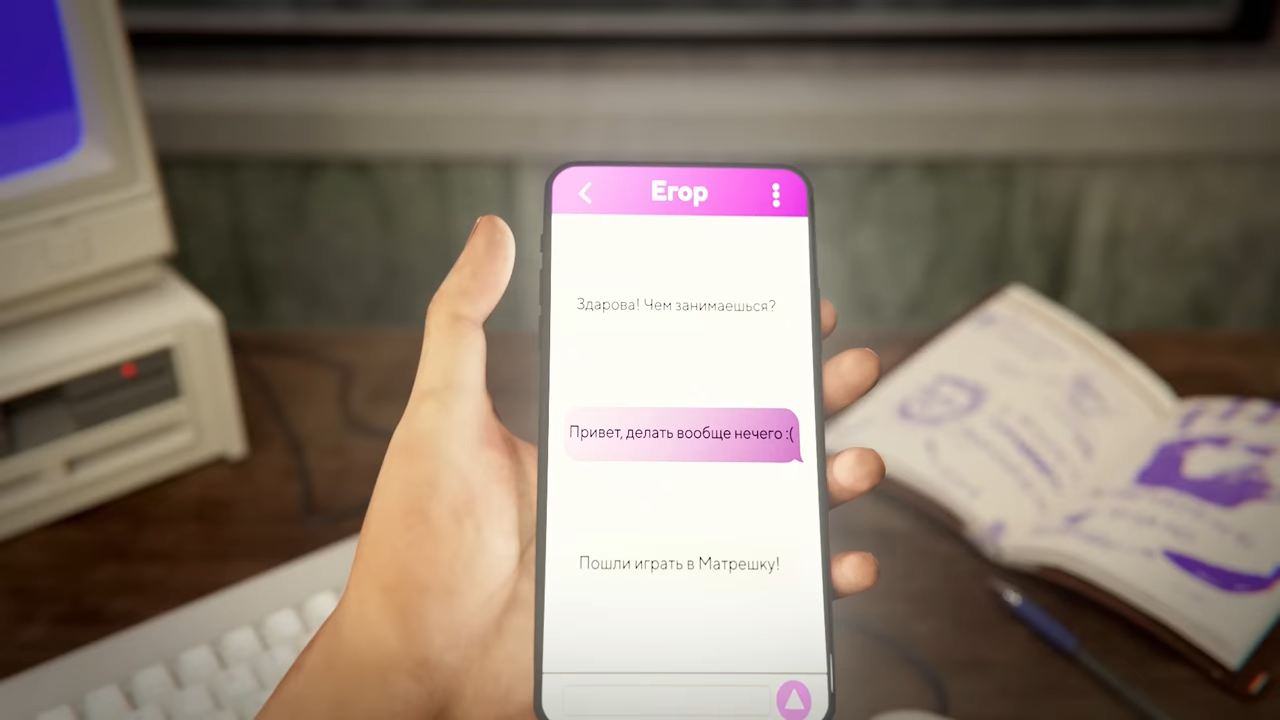 Егор
Здарова! Чем занимаешься?
Привет, делать вообще нечего :(
Пошли играть в Матрешку!